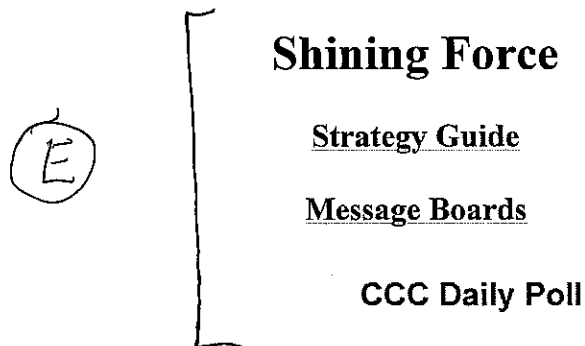 Shining Force
E
Strategy Guide
Message Boards
CCC Daily Poll